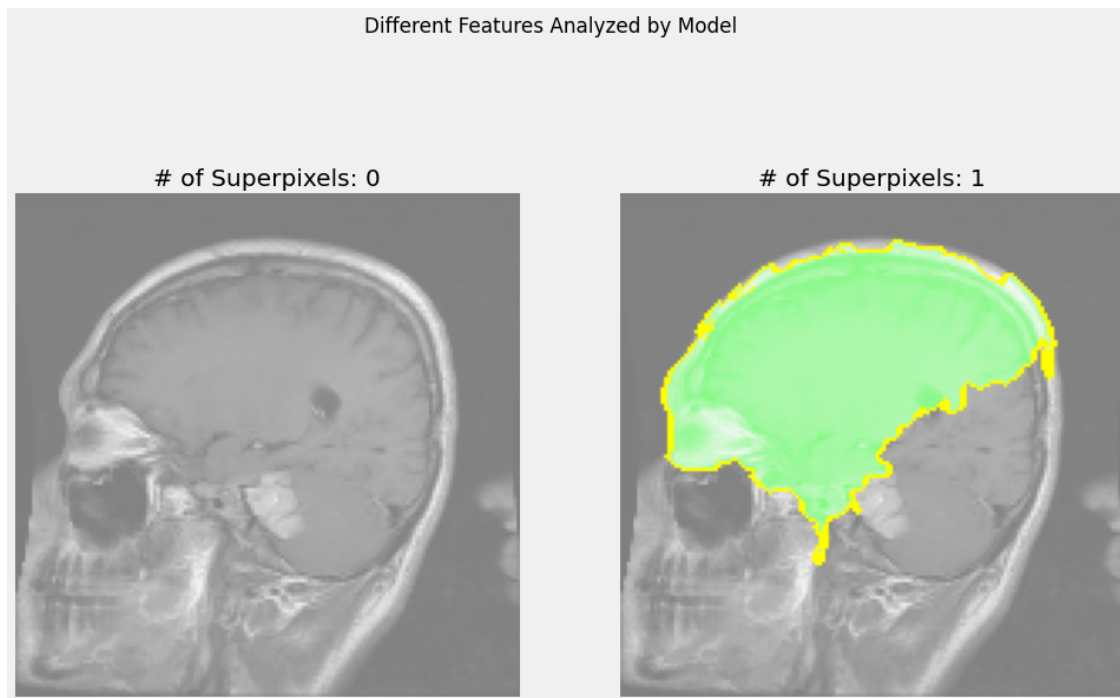 Different Features Analyzed by Model
# of Superpixels: 0
# of Superpixels: 1